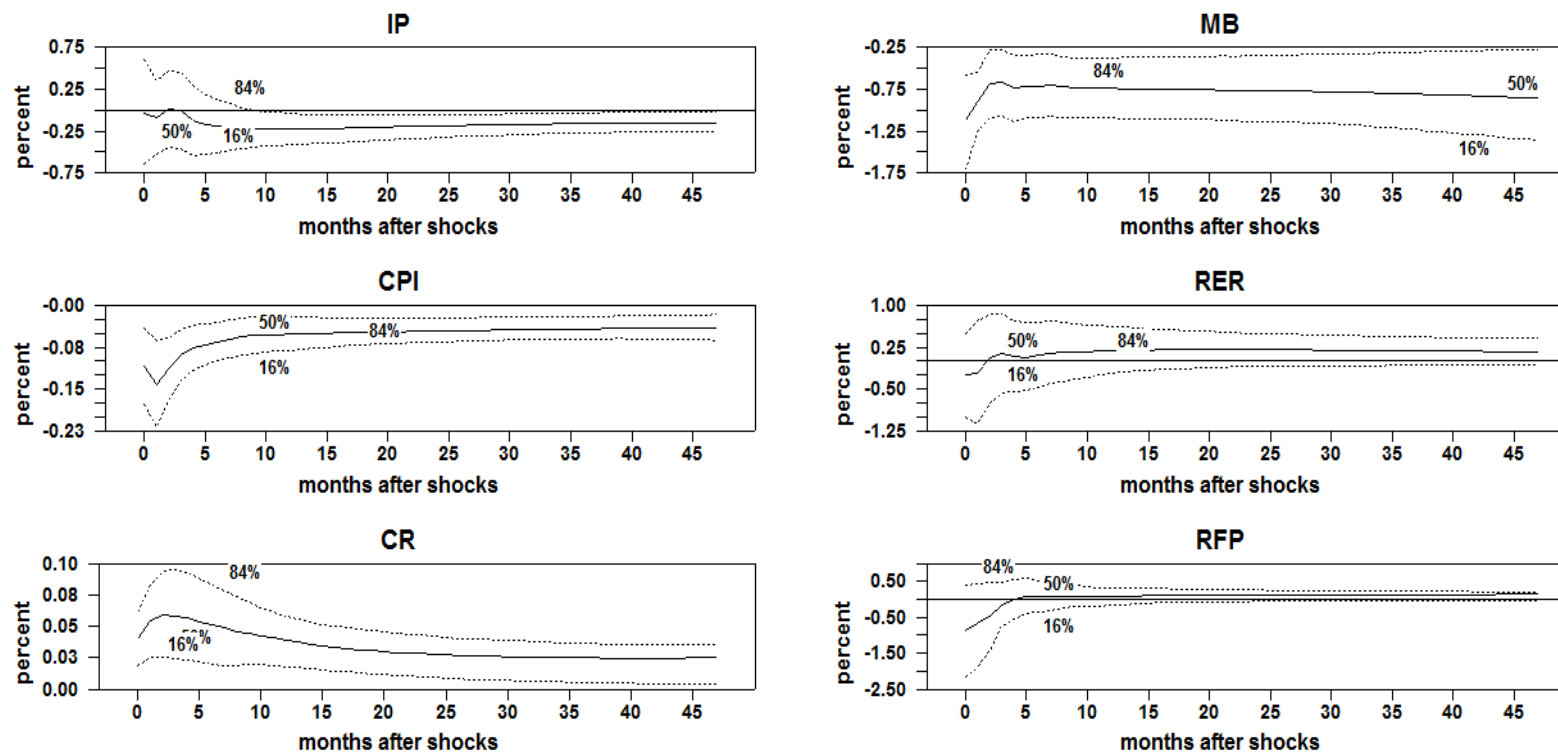 IP
0.75
0.25
-0.25
-0.75
percent
84%
50%
16%
0 5 10 15 20 25 30 35 40 45
months after shocks
MB
-0.25
-0.75
-1.25
-1.75
percent
84%
50%
16%
0 5 10 15 20 25 30 35 40 45
months after shocks
CPI
-0.00
-0.08
-0.15
-0.23
percent
50%
84%
16%
0 5 10 15 20 25 30 35 40 45
months after shocks
RER
1.00
0.25
-0.50
-1.25
percent
50%
84%
16%
0 5 10 15 20 25 30 35 40 45
months after shocks
CR
0.10
0.08
0.05
0.03
0.00
percent
84%
16%
0 5 10 15 20 25 30 35 40 45
months after shocks
RFP
0.50
-0.50
-1.50
-2.50
percent
84%
50%
16%
0 5 10 15 20 25 30 35 40 45
months after shocks